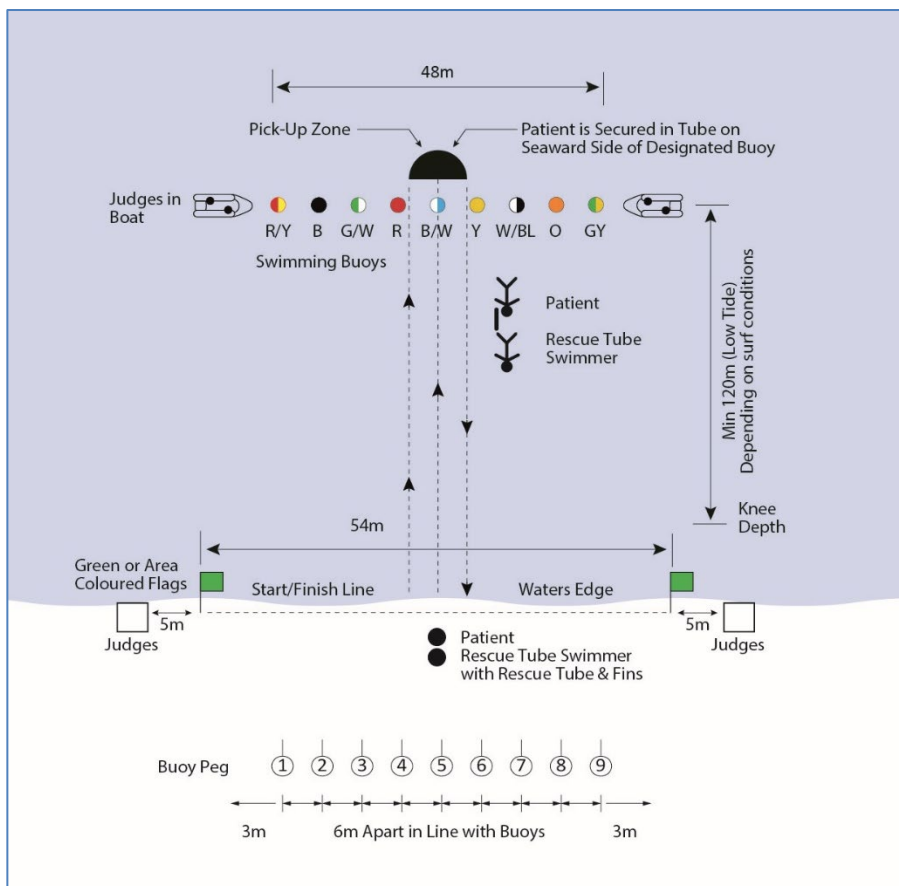 48m
Pick-Up Zone
Patient is Secured in Tube on
Seaward Side of Designated Buoy
Judges in
Boat
R/Y B G/W R B/W Y W/BL O GY
Swimming Buoys
Patient
Rescue Tube
Swimmer
Min 120m (Low Tide)
Depending on surf conditions
Knee
Depth
54m
Green or Area
Coloured Flags
Start/Finish Line
Waters Edge
5m
5m
Judges
Judges
Patient
Rescue Tube Swimmer
with Rescue Tube & Fins
Buoy Peg 1 2 3 4 5 6 7 8 9
3m 6m Apart in Line with Buoys 3m